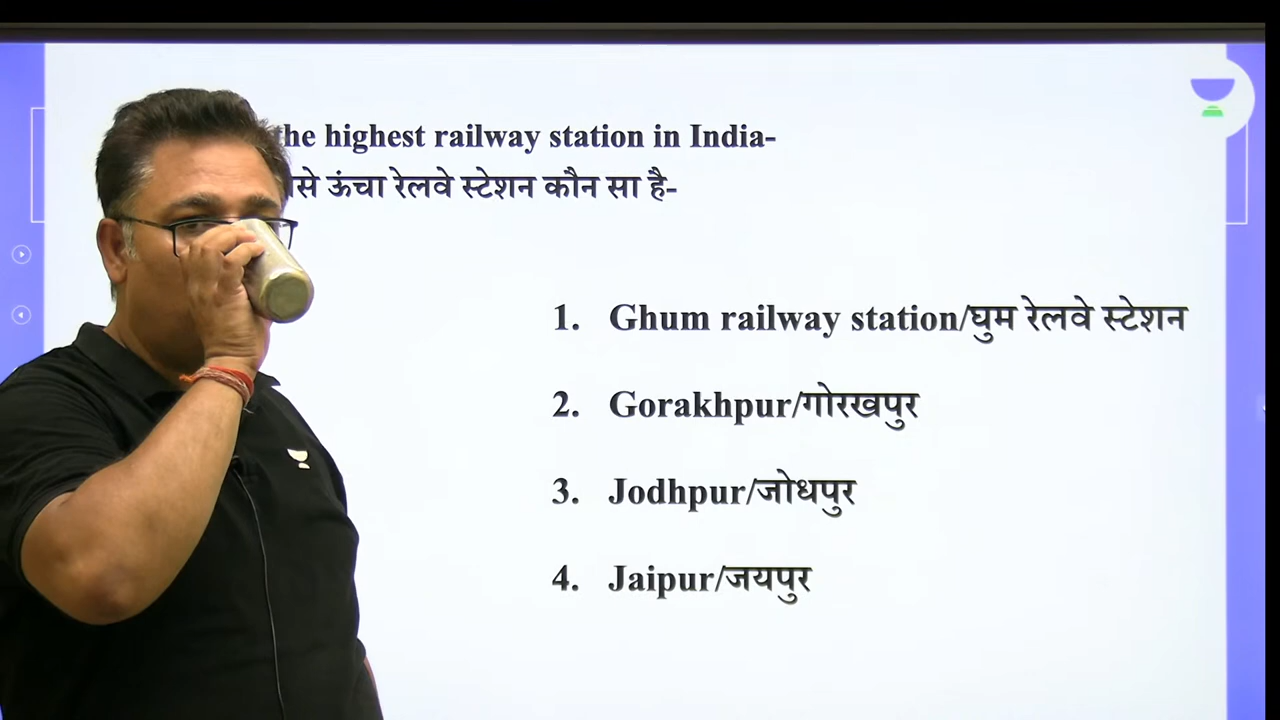 the highest railway station in India-
ऊंचा रेलवे स्टेशन कौन सा है-
1. Ghum railway station/घुम रेलवे स्टेशन
2. Gorakhpur/गोरखपुर
3. Jodhpur/जोधपुर
4. Jaipur/जयपुर